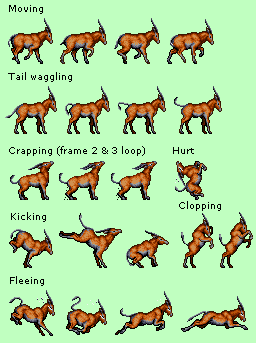 Moving
Tail waggling
Crapping (frame 2 & 3 loop) Hurt
Clopping
Kicking
Fleeing